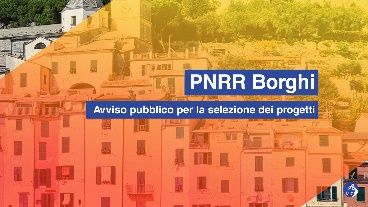 PNRR Borghi
Avviso pubblico per la selezione dei progetti